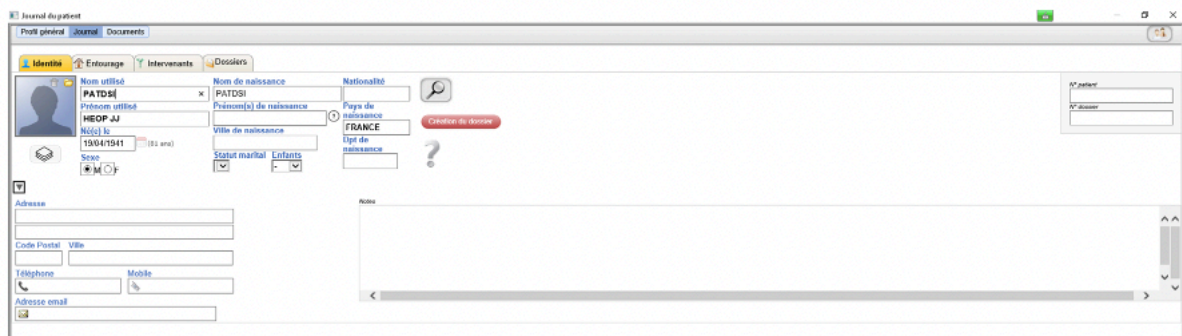 Journal du patient
Profil général Journal Documents
Identité Entourage Intervenants Dossiers
Nom utilisé Nom de naissance Nationalité
PATDSI × PATDSI
Prénom utilisé Prénom(s) de naissance Pays de naissance
HEOP JJ ? FRANCE
Création du dossier
Né(e) le Ville de naissance Dpt de naissance
19/04/1941 (81 ans)
Sexe Statut marital Enfants
M F -
?
N° patient
N° dossier
Adresse
Notes
Code Postal Ville
Téléphone Mobile
Adresse email